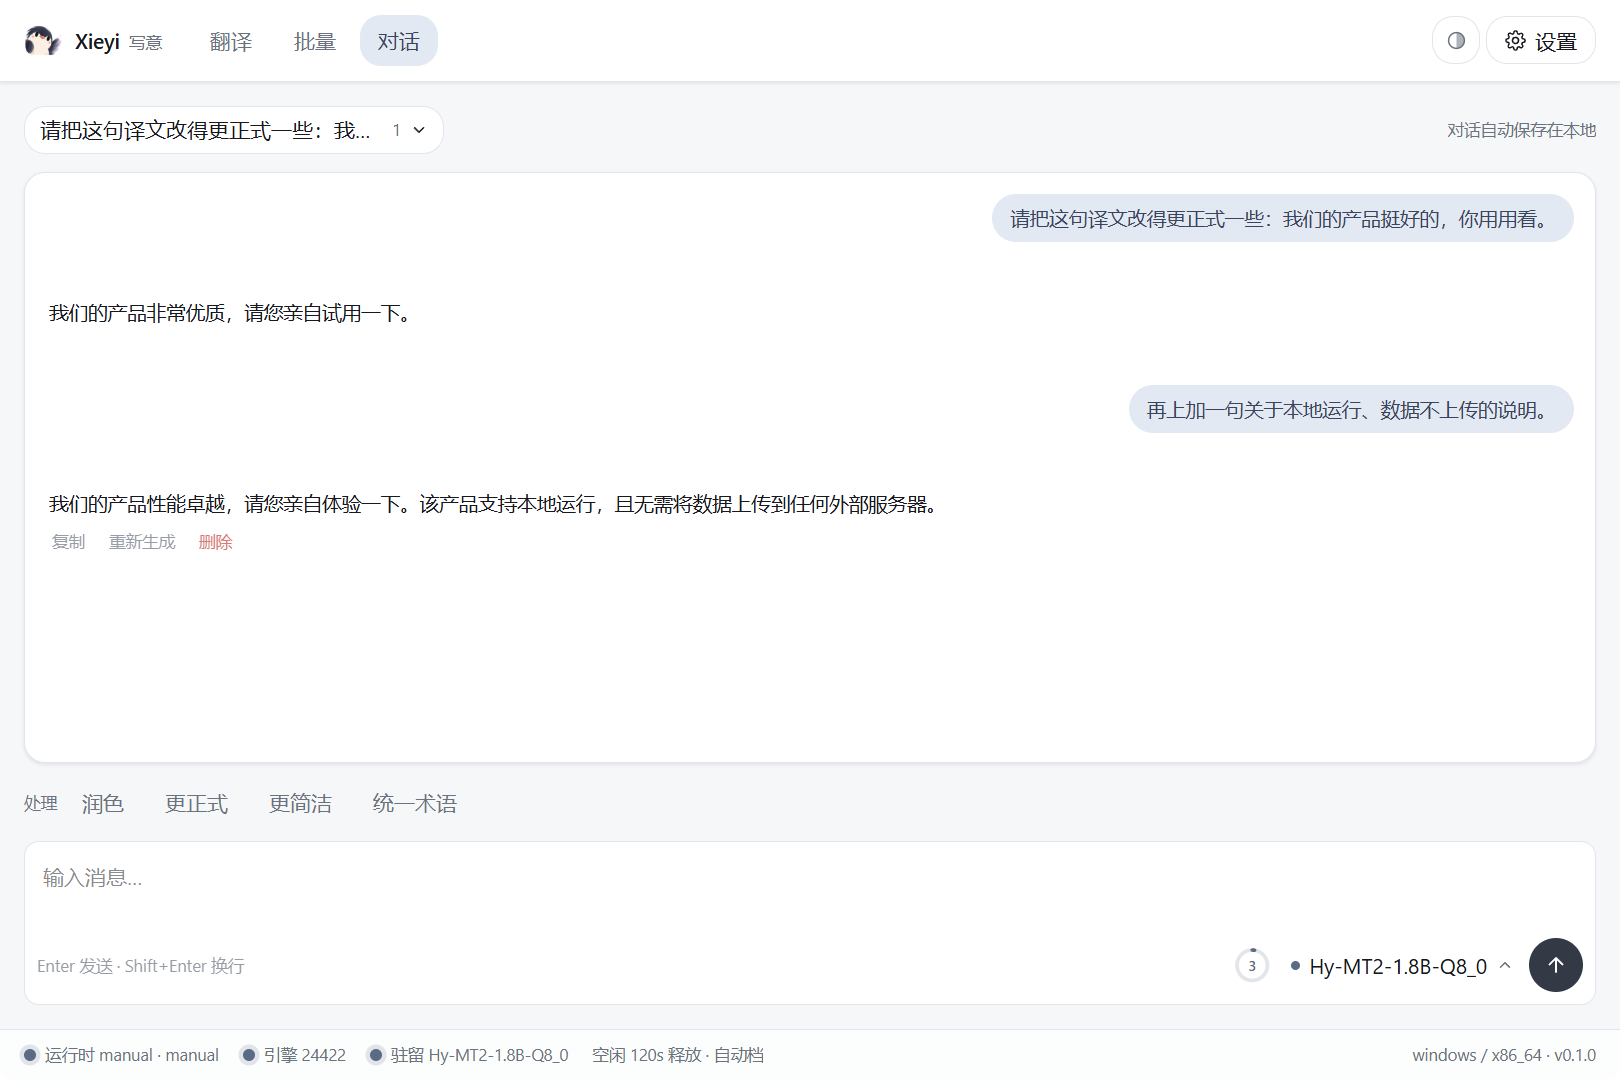 Xieyi 写意 翻译 批量 对话 设置
请把这句译文改得更正式一些：我... 1 对话自动保存在本地
请把这句译文改得更正式一些：我们的产品挺好的，你用用看。
我们的产品非常优质，请您亲自试用一下。
再上加一句关于本地运行、数据不上传的说明。
我们的产品性能卓越，请您亲自体验一下。该产品支持本地运行，且无需将数据上传到任何外部服务器。
复制 重新生成 删除
处理 润色 更正式 更简洁 统一术语
输入消息...
Enter 发送 · Shift+Enter 换行 3 Hy-MT2-1.8B-Q8_0
运行时 manual · manual 引擎 24422 驻留 Hy-MT2-1.8B-Q8_0 空闲 120s 释放 · 自动档 windows / x86_64 · v0.1.0